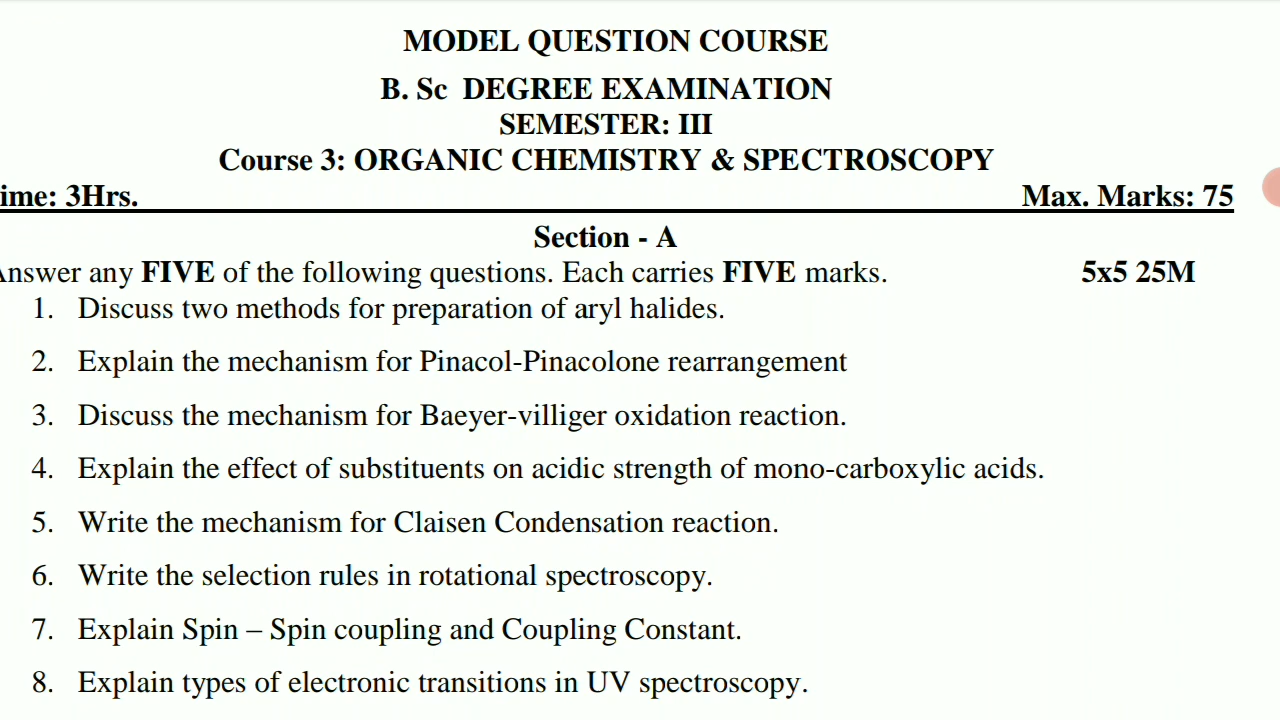 MODEL QUESTION COURSE
B. Sc DEGREE EXAMINATION
SEMESTER: III
Course 3: ORGANIC CHEMISTRY & SPECTROSCOPY
ime: 3Hrs. Max. Marks: 75
Section - A
Answer any FIVE of the following questions. Each carries FIVE marks. 5x5 25M
1. Discuss two methods for preparation of aryl halides.
2. Explain the mechanism for Pinacol-Pinacolone rearrangement
3. Discuss the mechanism for Baeyer-villiger oxidation reaction.
4. Explain the effect of substituents on acidic strength of mono-carboxylic acids.
5. Write the mechanism for Claisen Condensation reaction.
6. Write the selection rules in rotational spectroscopy.
7. Explain Spin – Spin coupling and Coupling Constant.
8. Explain types of electronic transitions in UV spectroscopy.